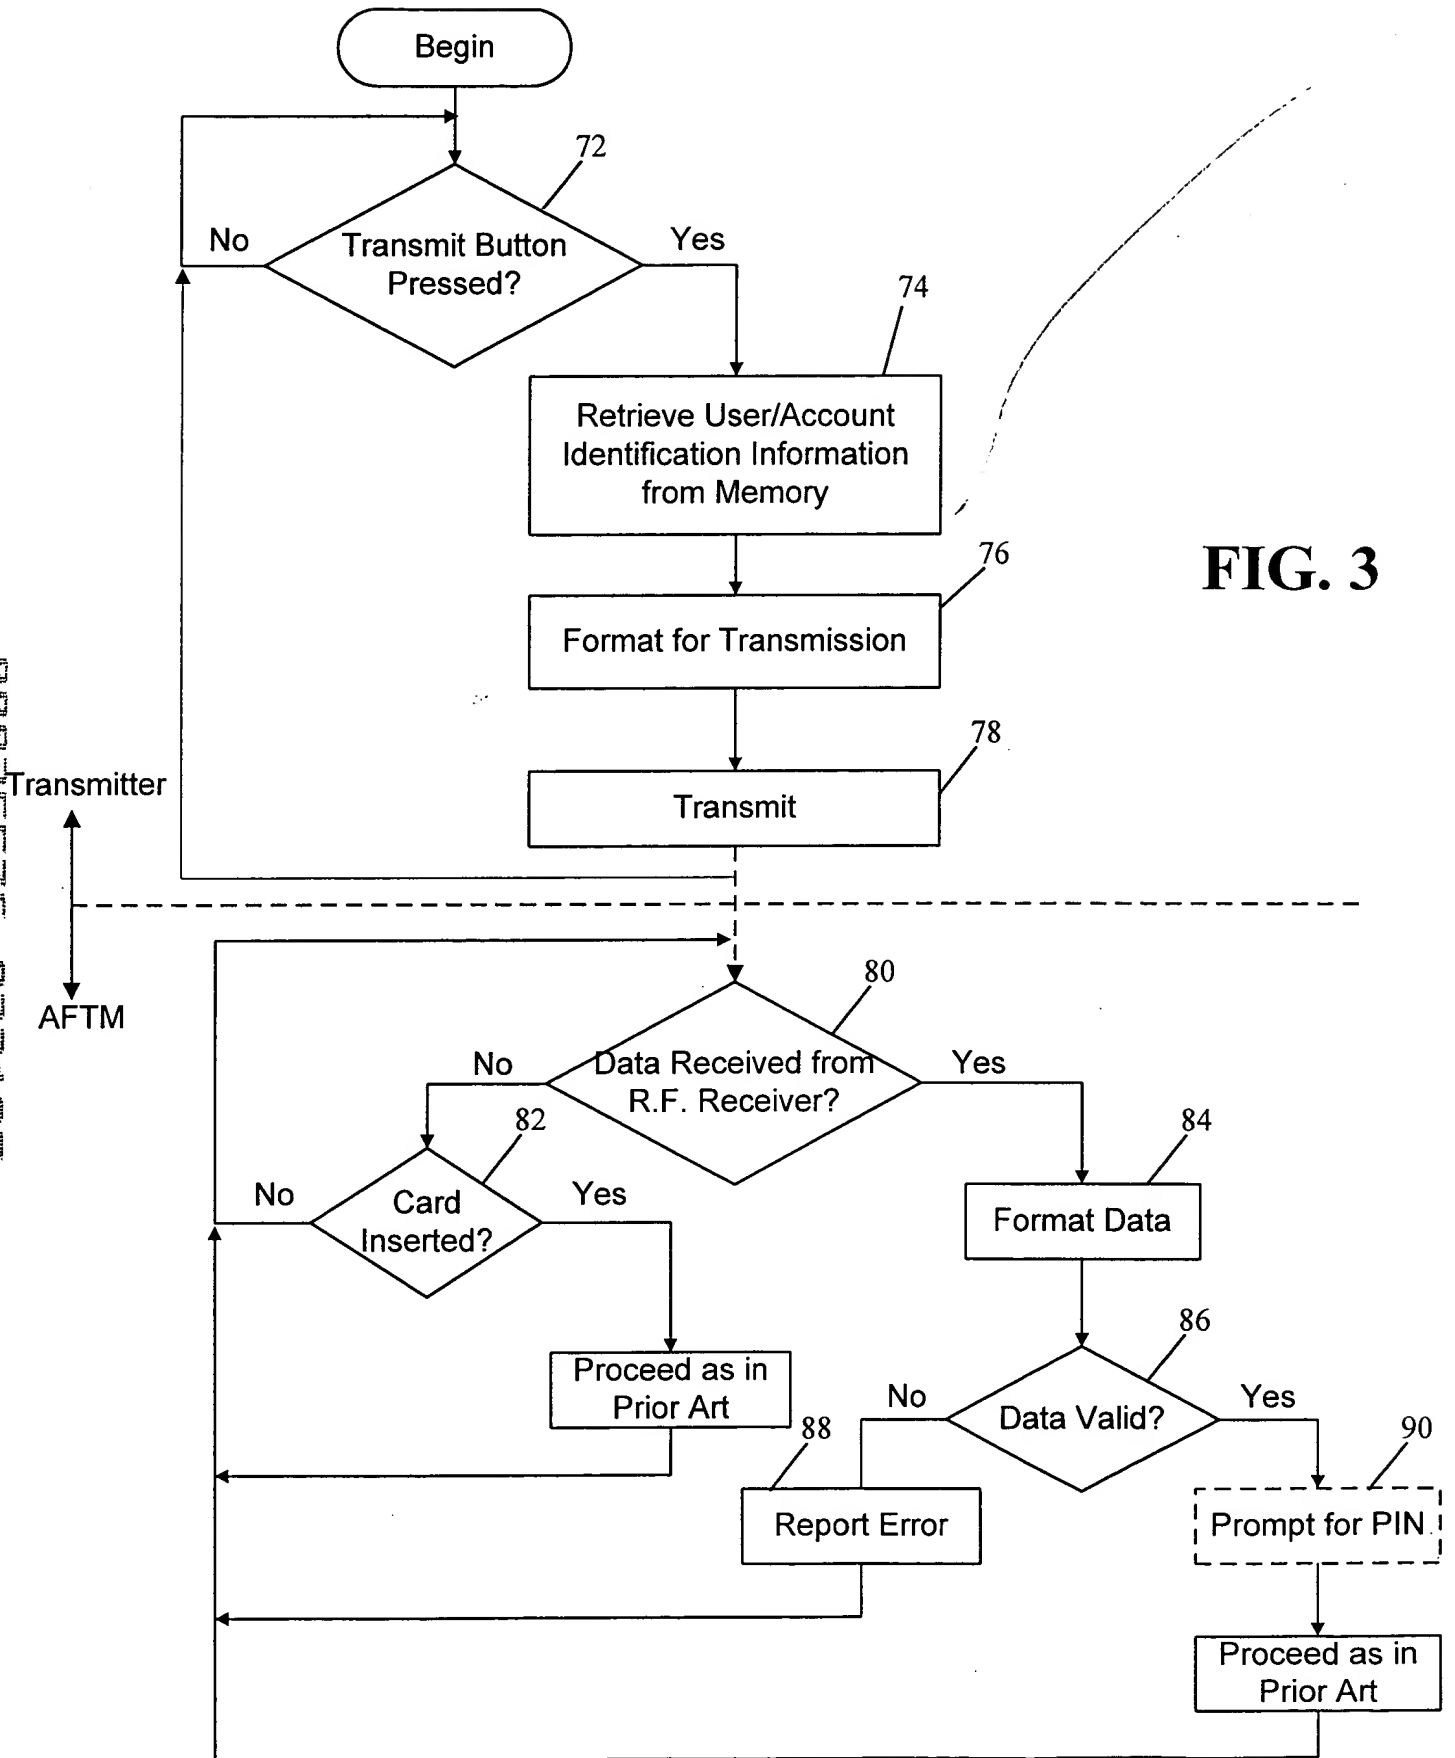 Begin
72
No
Transmit Button
Pressed?
Yes
74
Retrieve User/Account
Identification Information
from Memory
76
FIG. 3
Format for Transmission
78
Transmitter
Transmit
AFTM
80
No
Data Received from
R.F. Receiver?
Yes
82
84
No
Card
Inserted?
Yes
Format Data
86
Proceed as in
Prior Art
No
Data Valid?
Yes
88
90
Report Error
Prompt for PIN
Proceed as in
Prior Art